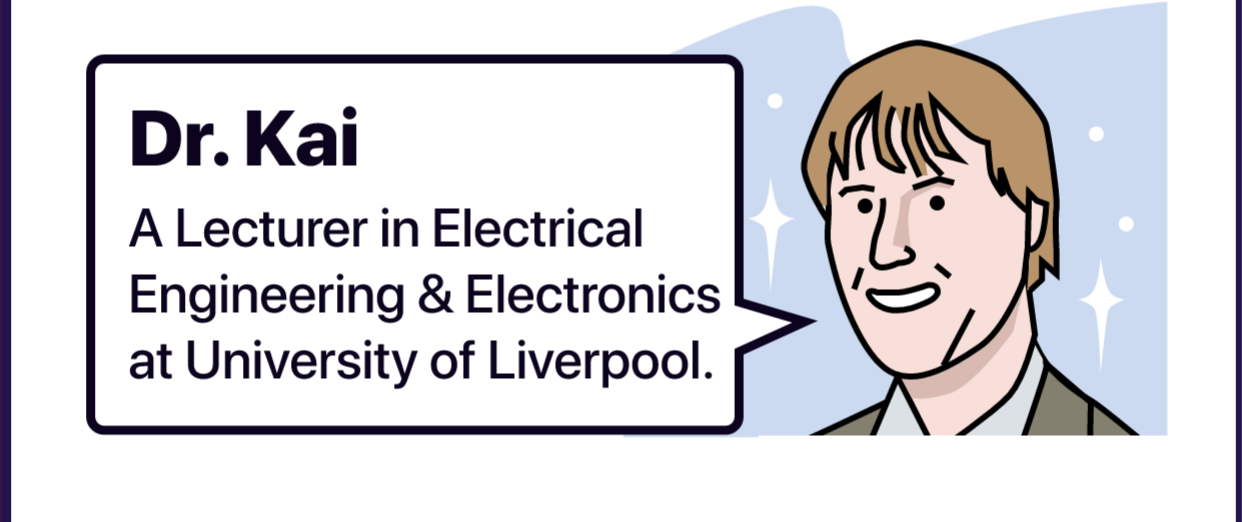 Dr. Kai
A Lecturer in Electrical
Engineering & Electronics
at University of Liverpool.